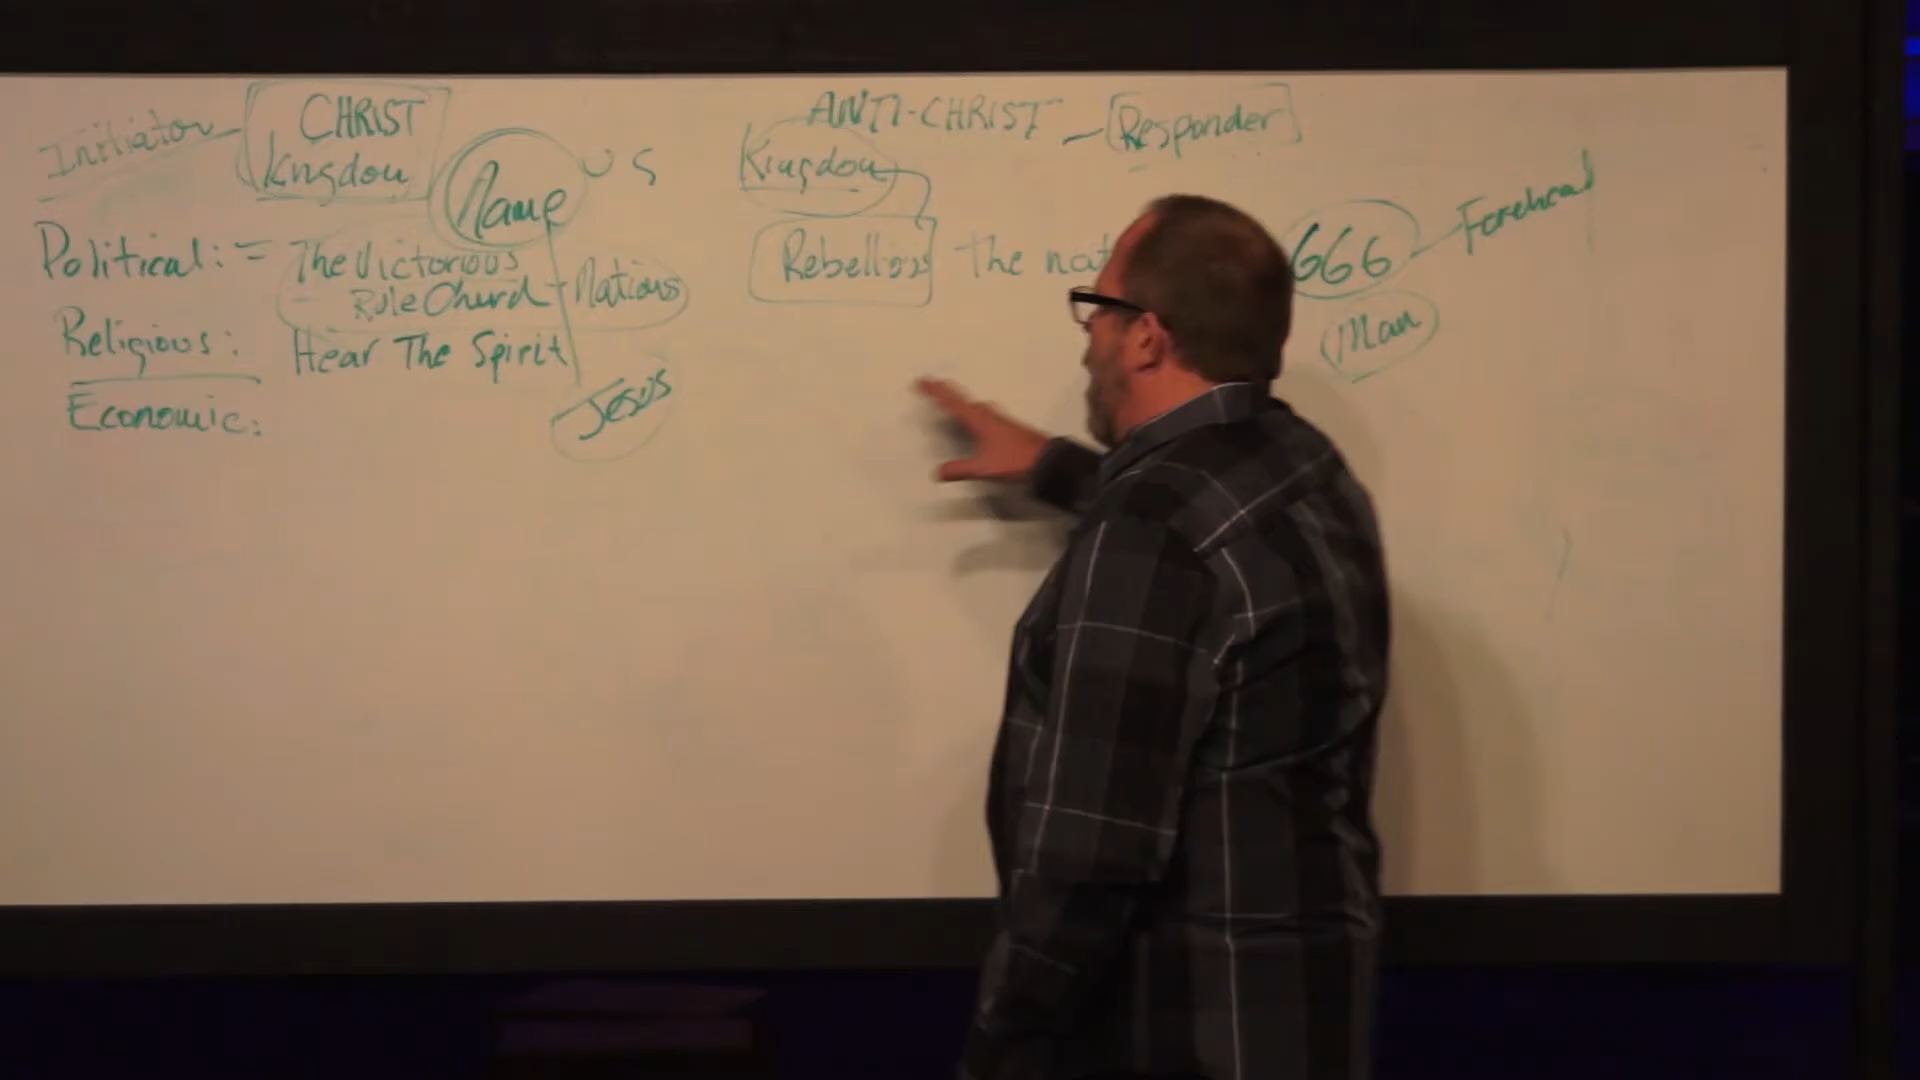 Initiator - CHRIST
Kingdom
Name
vs
ANTI-CHRIST - Responder
Kingdom
Political: = The Victorious
Rule Church - Nations
Rebellious The nat
666 - Forehead
Man
Religious: Hear The Spirit
Economic:
Jesus